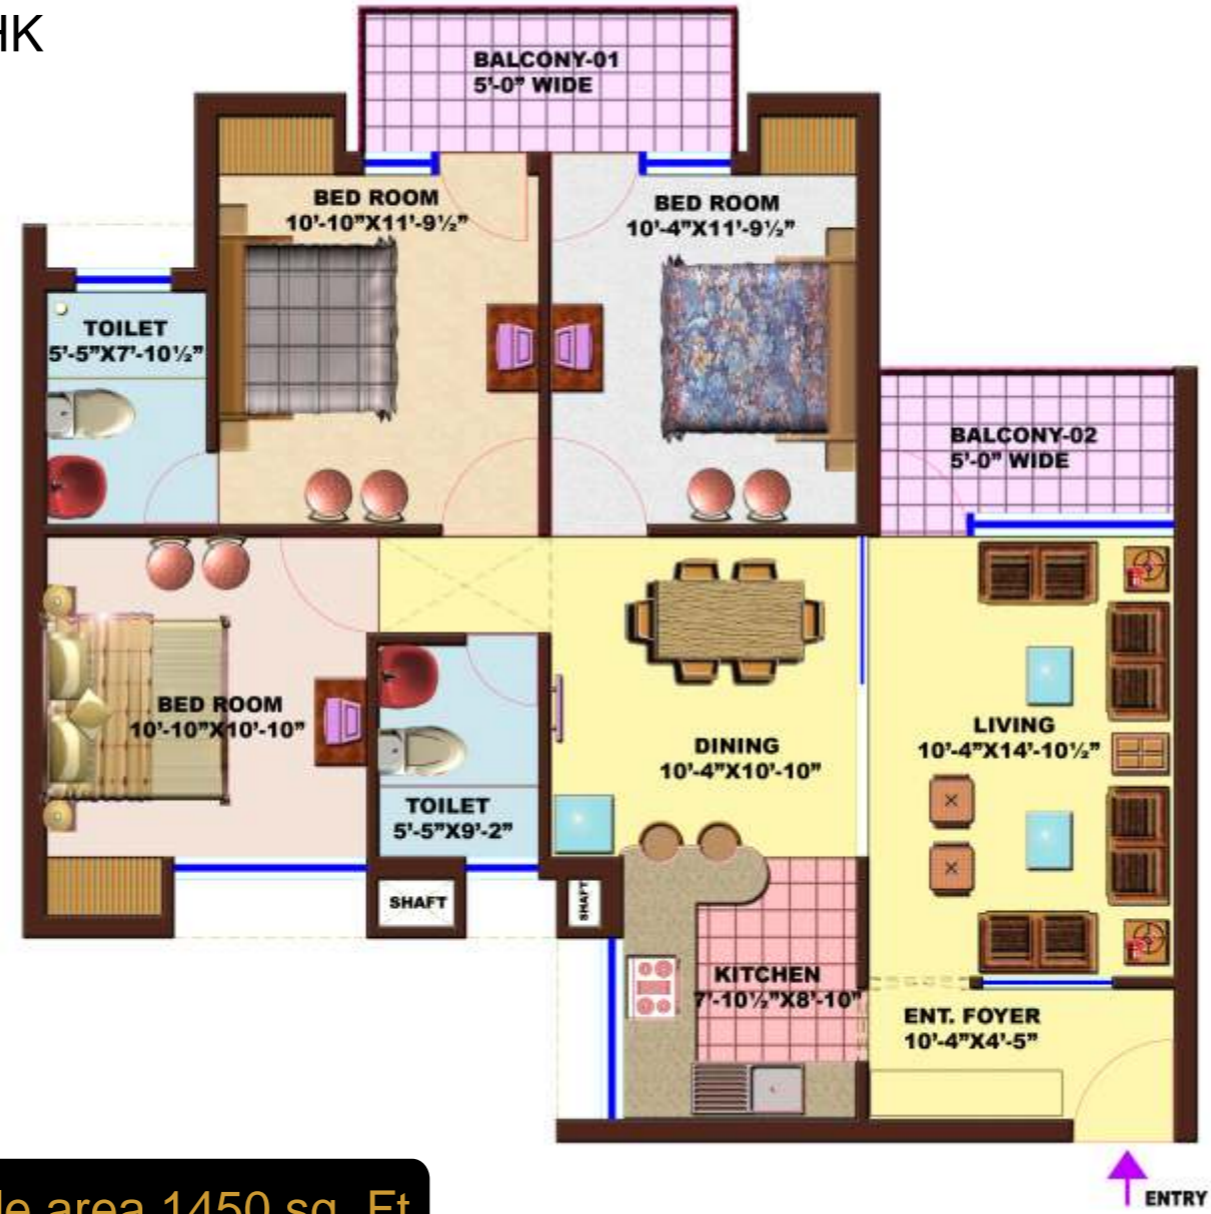 HK
BALCONY-01
5'-0" WIDE
BED ROOM
10'-10"X11'-9½"
BED ROOM
10'-4"X11'-9½"
TOILET
5'-5"X7'-10½"
BALCONY-02
5'-0" WIDE
BED ROOM
10'-10"X10'-10"
DINING
10'-4"X10'-10"
LIVING
10'-4"X14'-10½"
TOILET
5'-5"X9'-2"
SHAFT
SHAFT
KITCHEN
7'-10½"X8'-10"
ENT. FOYER
10'-4"X4'-5"
ENTRY
le area 1450 sq. Ft